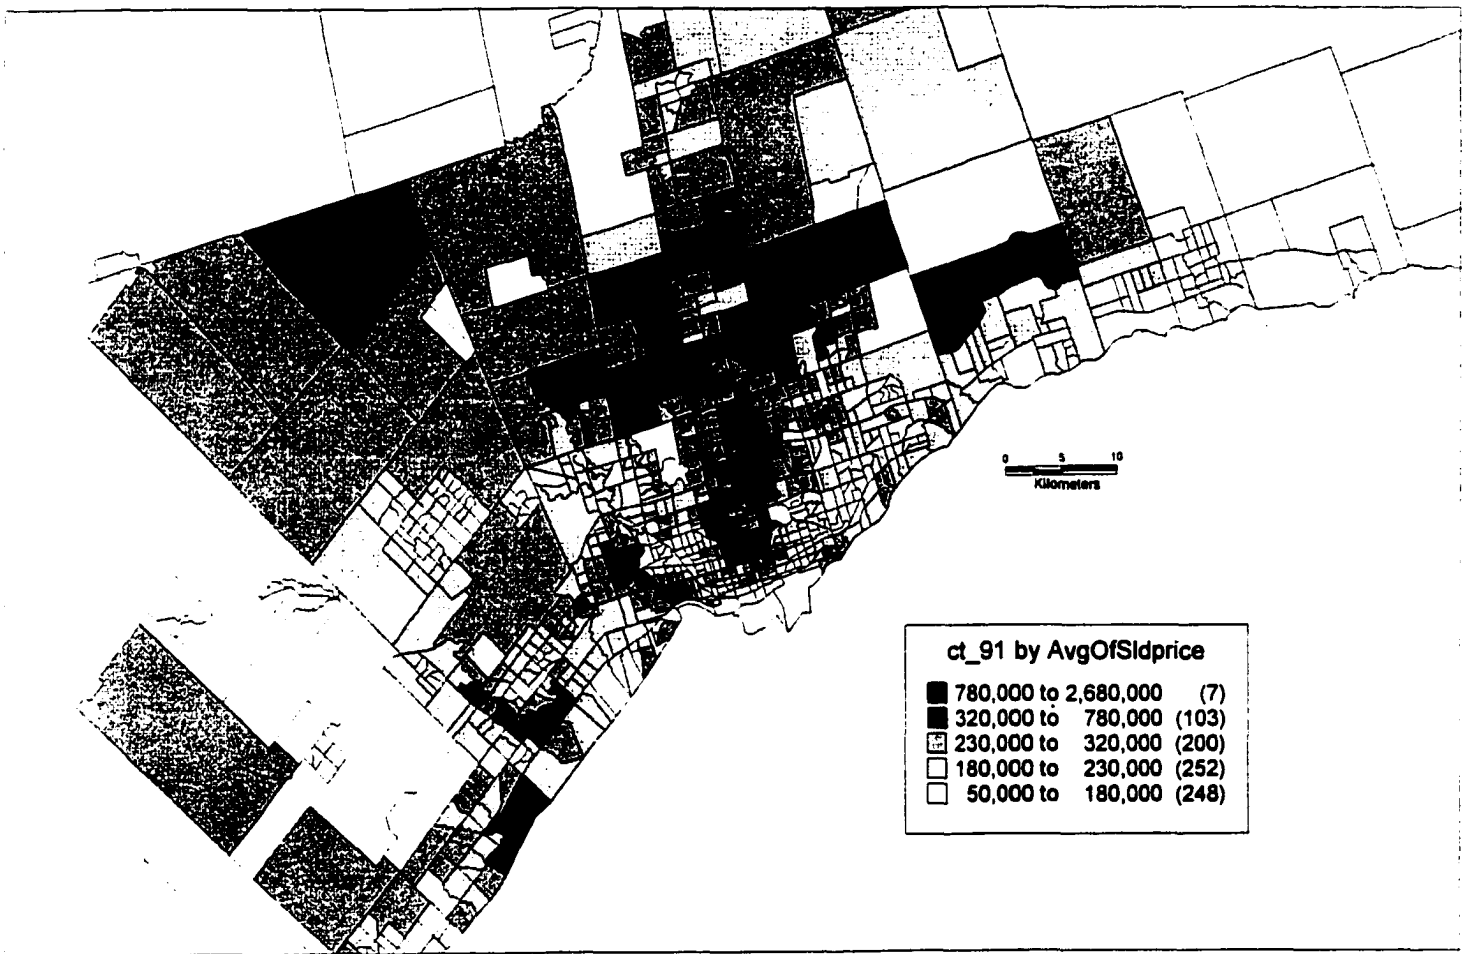 0 5 10
Kilometers
ct_91 by AvgOfSldprice
780,000 to 2,680,000 (7)
320,000 to 780,000 (103)
230,000 to 320,000 (200)
180,000 to 230,000 (252)
50,000 to 180,000 (248)